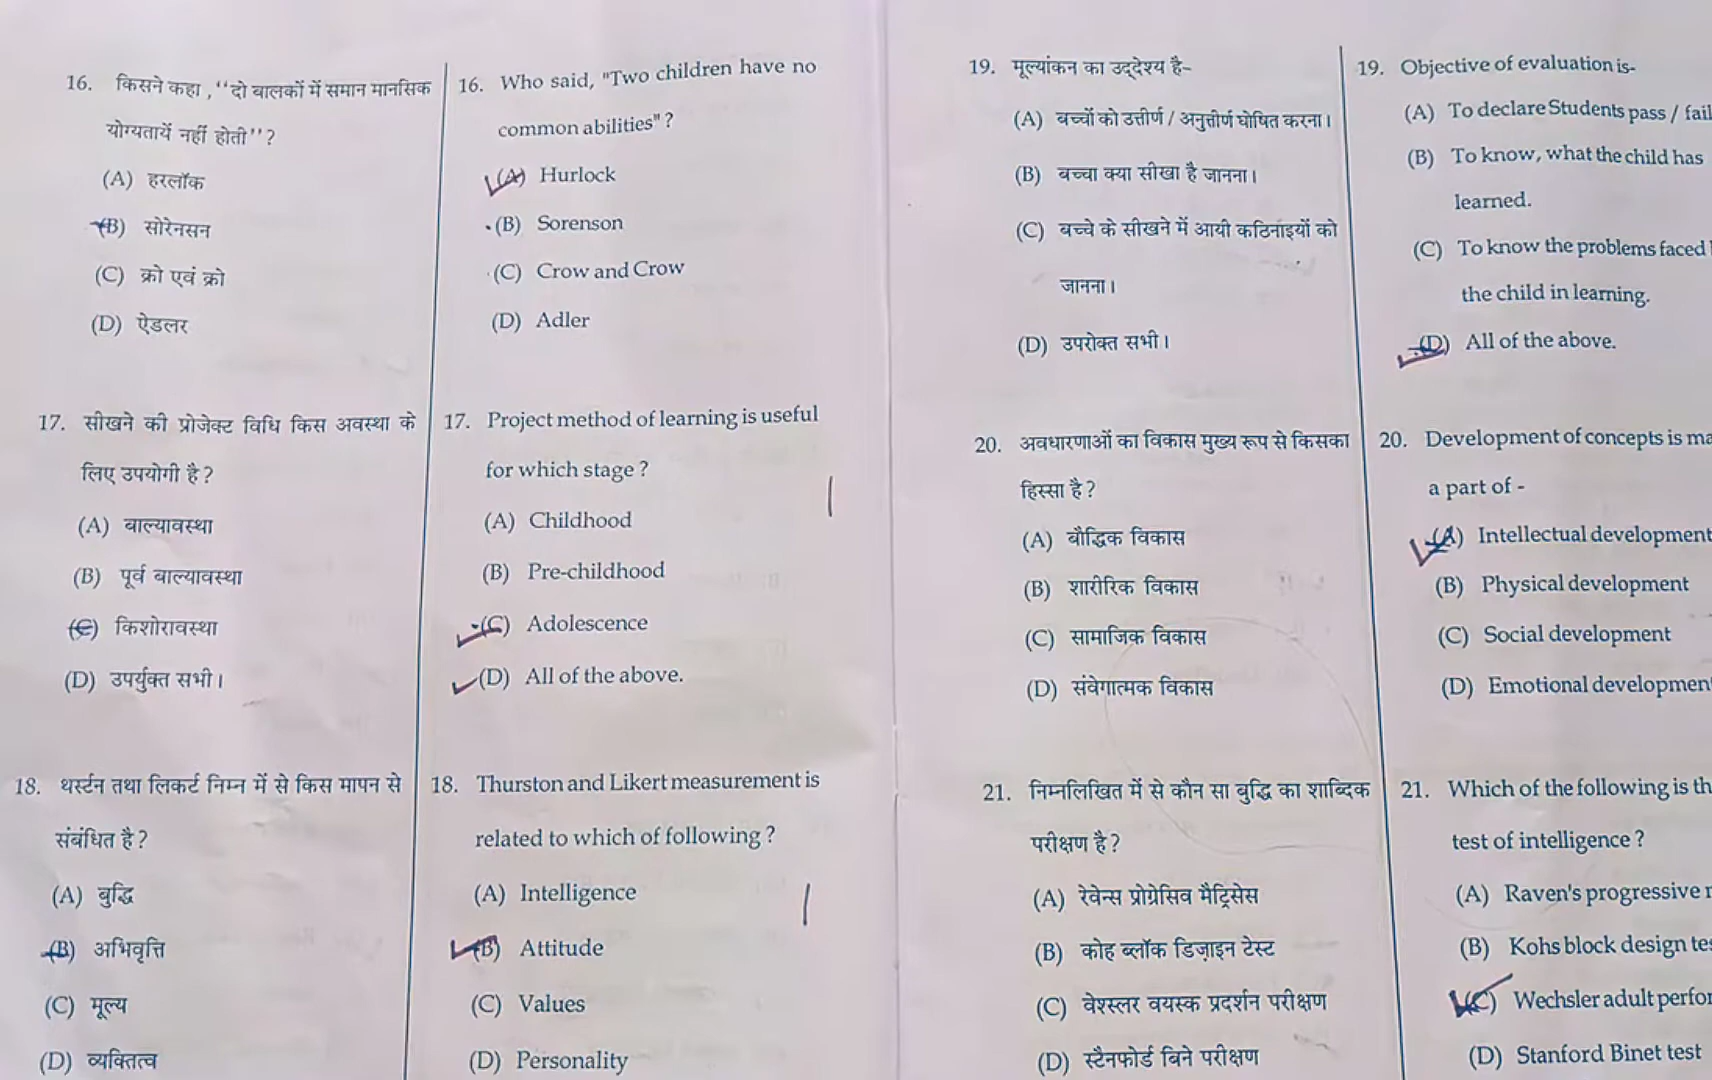 16. किसने कहा , ‘‘दो बालकों में समान मानसिक
योग्यतायें नहीं होती’’ ?
(A) हरलॉक
(B) सोरेनसन
(C) क्रो एवं क्रो
(D) ऐडलर
17. सीखने की प्रोजेक्ट विधि किस अवस्था के
लिए उपयोगी है ?
(A) बाल्यावस्था
(B) पूर्व बाल्यावस्था
(C) किशोरावस्था
(D) उपर्युक्त सभी।
18. थर्स्टन तथा लिकर्ट निम्न में से किस मापन से
संबंधित है ?
(A) बुद्धि
(B) अभिवृत्ति
(C) मूल्य
(D) व्यक्तित्व
16. Who said, "Two children have no
common abilities" ?
(A) Hurlock
(B) Sorenson
(C) Crow and Crow
(D) Adler
17. Project method of learning is useful
for which stage ?
(A) Childhood
(B) Pre-childhood
(C) Adolescence
(D) All of the above.
18. Thurston and Likert measurement is
related to which of following ?
(A) Intelligence
(B) Attitude
(C) Values
(D) Personality
19. मूल्यांकन का उद्देश्य है-
(A) बच्चों को उत्तीर्ण / अनुत्तीर्ण घोषित करना।
(B) बच्चा क्या सीखा है जानना।
(C) बच्चे के सीखने में आयी कठिनाइयों को
जानना।
(D) उपरोक्त सभी।
20. अवधारणाओं का विकास मुख्य रूप से किसका
हिस्सा है ?
(A) बौद्धिक विकास
(B) शारीरिक विकास
(C) सामाजिक विकास
(D) संवेगात्मक विकास
21. निम्नलिखित में से कौन सा बुद्धि का शाब्दिक
परीक्षण है ?
(A) रेवेन्स प्रोग्रेसिव मैट्रिसेस
(B) कोह ब्लॉक डिज़ाइन टेस्ट
(C) वेश्स्लर वयस्क प्रदर्शन परीक्षण
(D) स्टैनफोर्ड बिने परीक्षण
19. Objective of evaluation is-
(A) To declare Students pass / fail
(B) To know, what the child has
learned.
(C) To know the problems faced
the child in learning.
(D) All of the above.
20. Development of concepts is ma
a part of -
(A) Intellectual development
(B) Physical development
(C) Social development
(D) Emotional developmen
21. Which of the following is th
test of intelligence ?
(A) Raven's progressive
(B) Kohs block design te
(C) Wechsler adult perfo
(D) Stanford Binet test